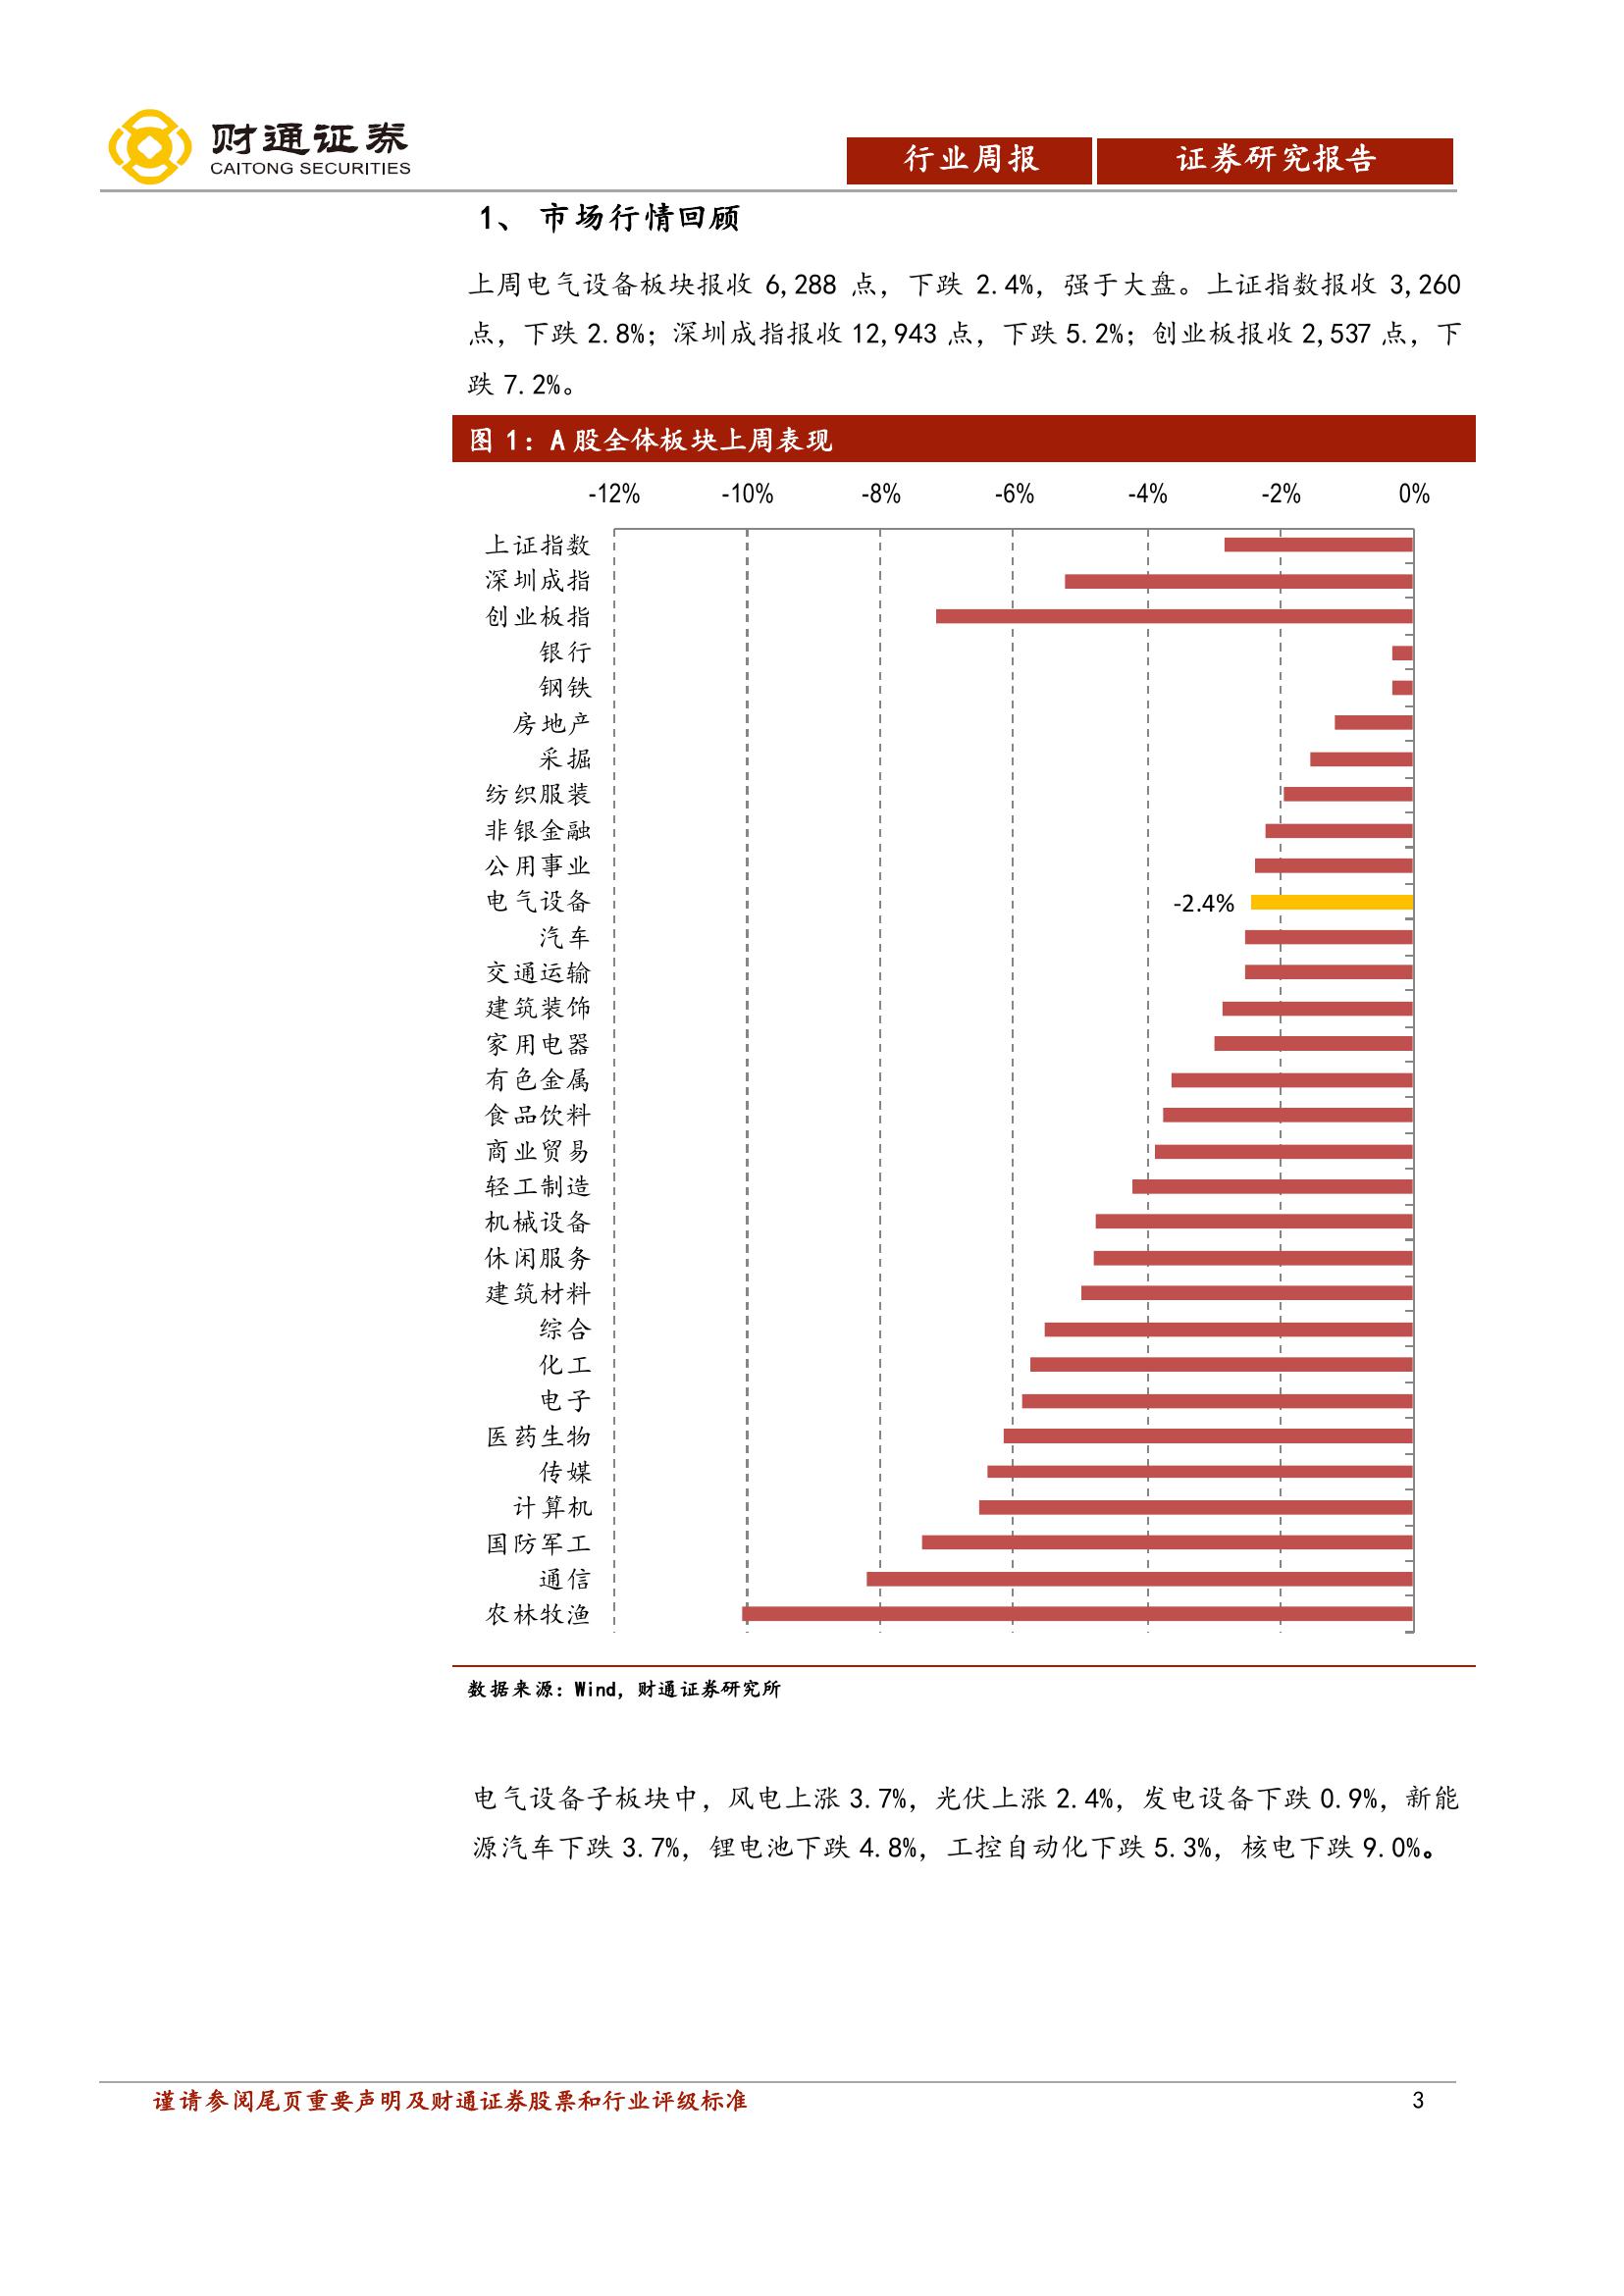 财通证券
CAITONG SECURITIES
行业周报
证券研究报告
1、 市场行情回顾
上周电气设备板块报收 6,288 点，下跌 2.4%，强于大盘。上证指数报收 3,260
点，下跌 2.8%；深圳成指报收 12,943 点，下跌 5.2%；创业板报收 2,537 点，下
跌 7.2%。
图 1：A 股全体板块上周表现
-12% -10% -8% -6% -4% -2% 0%
上证指数
深圳成指
创业板指
银行
钢铁
房地产
采掘
纺织服装
非银金融
公用事业
电气设备 -2.4%
汽车
交通运输
建筑装饰
家用电器
有色金属
食品饮料
商业贸易
轻工制造
机械设备
休闲服务
建筑材料
综合
化工
电子
医药生物
传媒
计算机
国防军工
通信
农林牧渔
数据来源：Wind，财通证券研究所
电气设备子板块中，风电上涨 3.7%，光伏上涨 2.4%，发电设备下跌 0.9%，新能
源汽车下跌 3.7%，锂电池下跌 4.8%，工控自动化下跌 5.3%，核电下跌 9.0%。
谨请参阅尾页重要声明及财通证券股票和行业评级标准
3